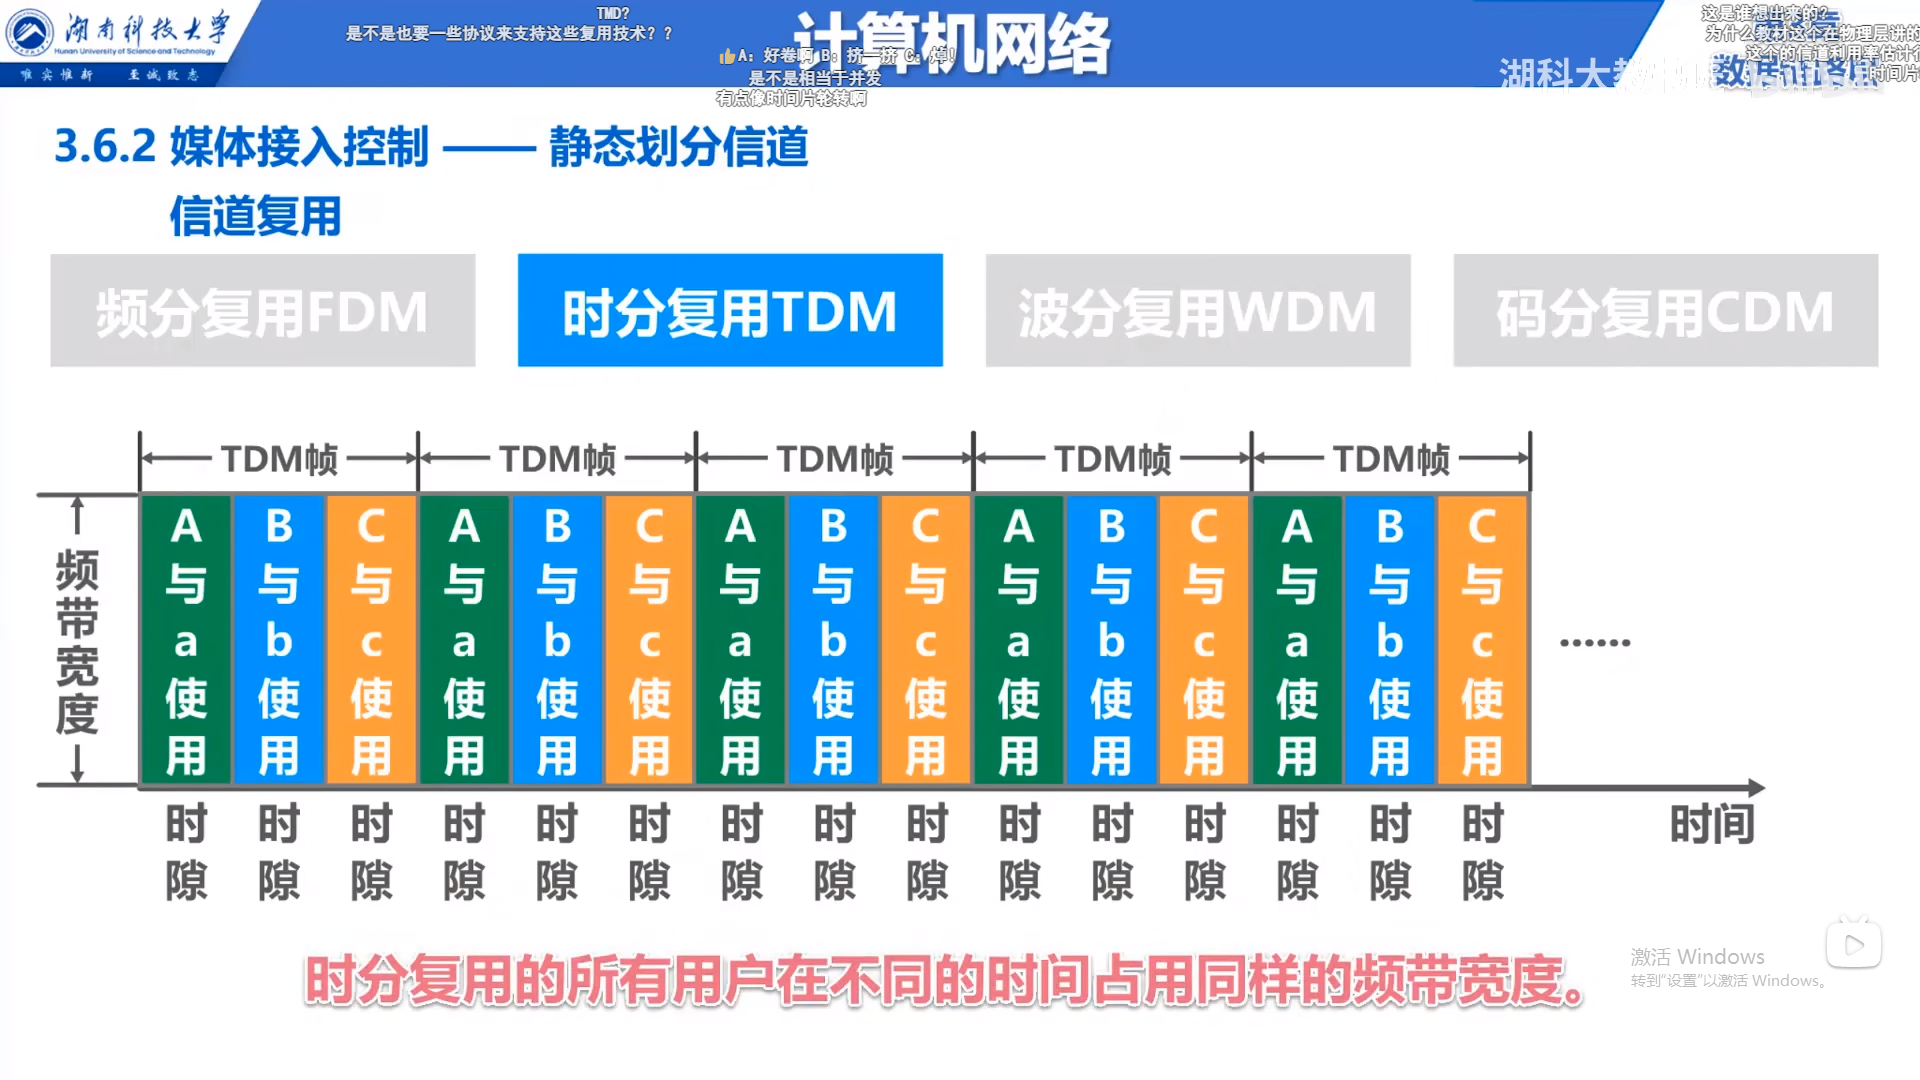 湖南科技大学
Hunan University of Science and Technology
唯实惟新 至诚致志
TMD?
是不是也要一些协议来支持这些复用技术？？
计算机网络
A：好卷啊 B：挤一挤 C：焯！
是不是相当于并发
有点像时间片轮转啊
这是谁想出来的？
为什么教材这个在物理层讲的
这个的信道利用率估计很
时间片
湖科大教
3.6.2 媒体接入控制 —— 静态划分信道
信道复用
频分复用FDM
时分复用TDM
波分复用WDM
码分复用CDM
TDM帧 TDM帧 TDM帧 TDM帧 TDM帧
频带宽度
A与a使用
B与b使用
C与c使用
A与a使用
B与b使用
C与c使用
A与a使用
B与b使用
C与c使用
A与a使用
B与b使用
C与c使用
A与a使用
B与b使用
C与c使用
……
时隙 时隙 时隙 时隙 时隙 时隙 时隙 时隙 时隙 时隙 时隙 时隙 时隙 时隙 时隙
时间
时分复用的所有用户在不同的时间占用同样的频带宽度。
激活 Windows
转到“设置”以激活 Windows。